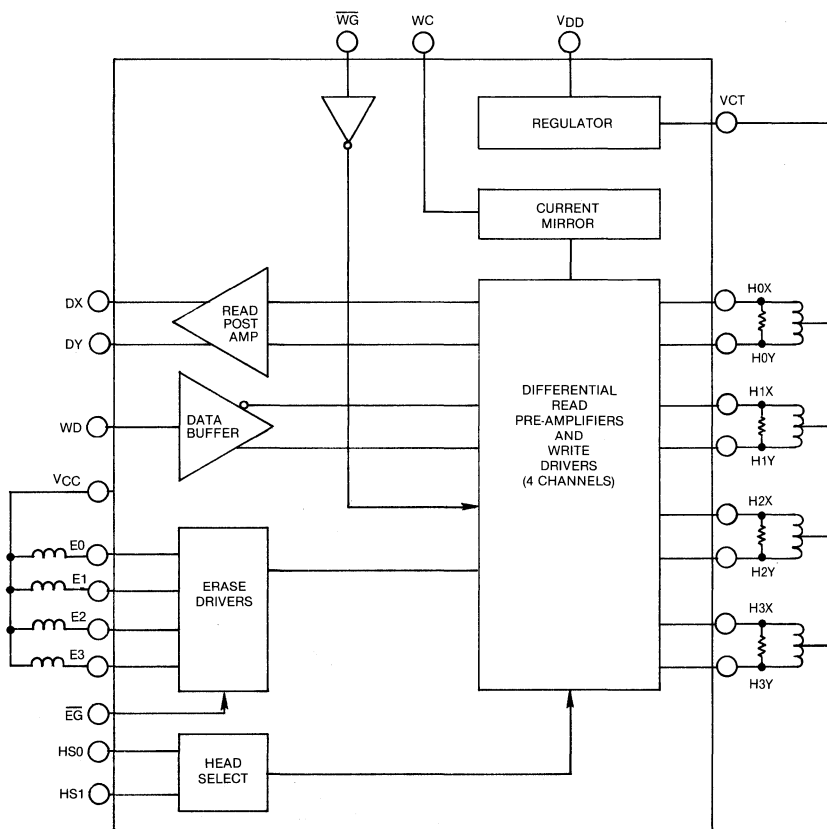 W̅G̅
WC
VDD
VCT
REGULATOR
CURRENT
MIRROR
DX
DY
READ
POST
AMP
H0X
H0Y
WD
DATA
BUFFER
DIFFERENTIAL
READ
PRE-AMPLIFIERS
AND
WRITE
DRIVERS
(4 CHANNELS)
H1X
H1Y
VCC
H2X
H2Y
E0
E1
E2
E3
ERASE
DRIVERS
H3X
H3Y
E̅G̅
HS0
HS1
HEAD
SELECT